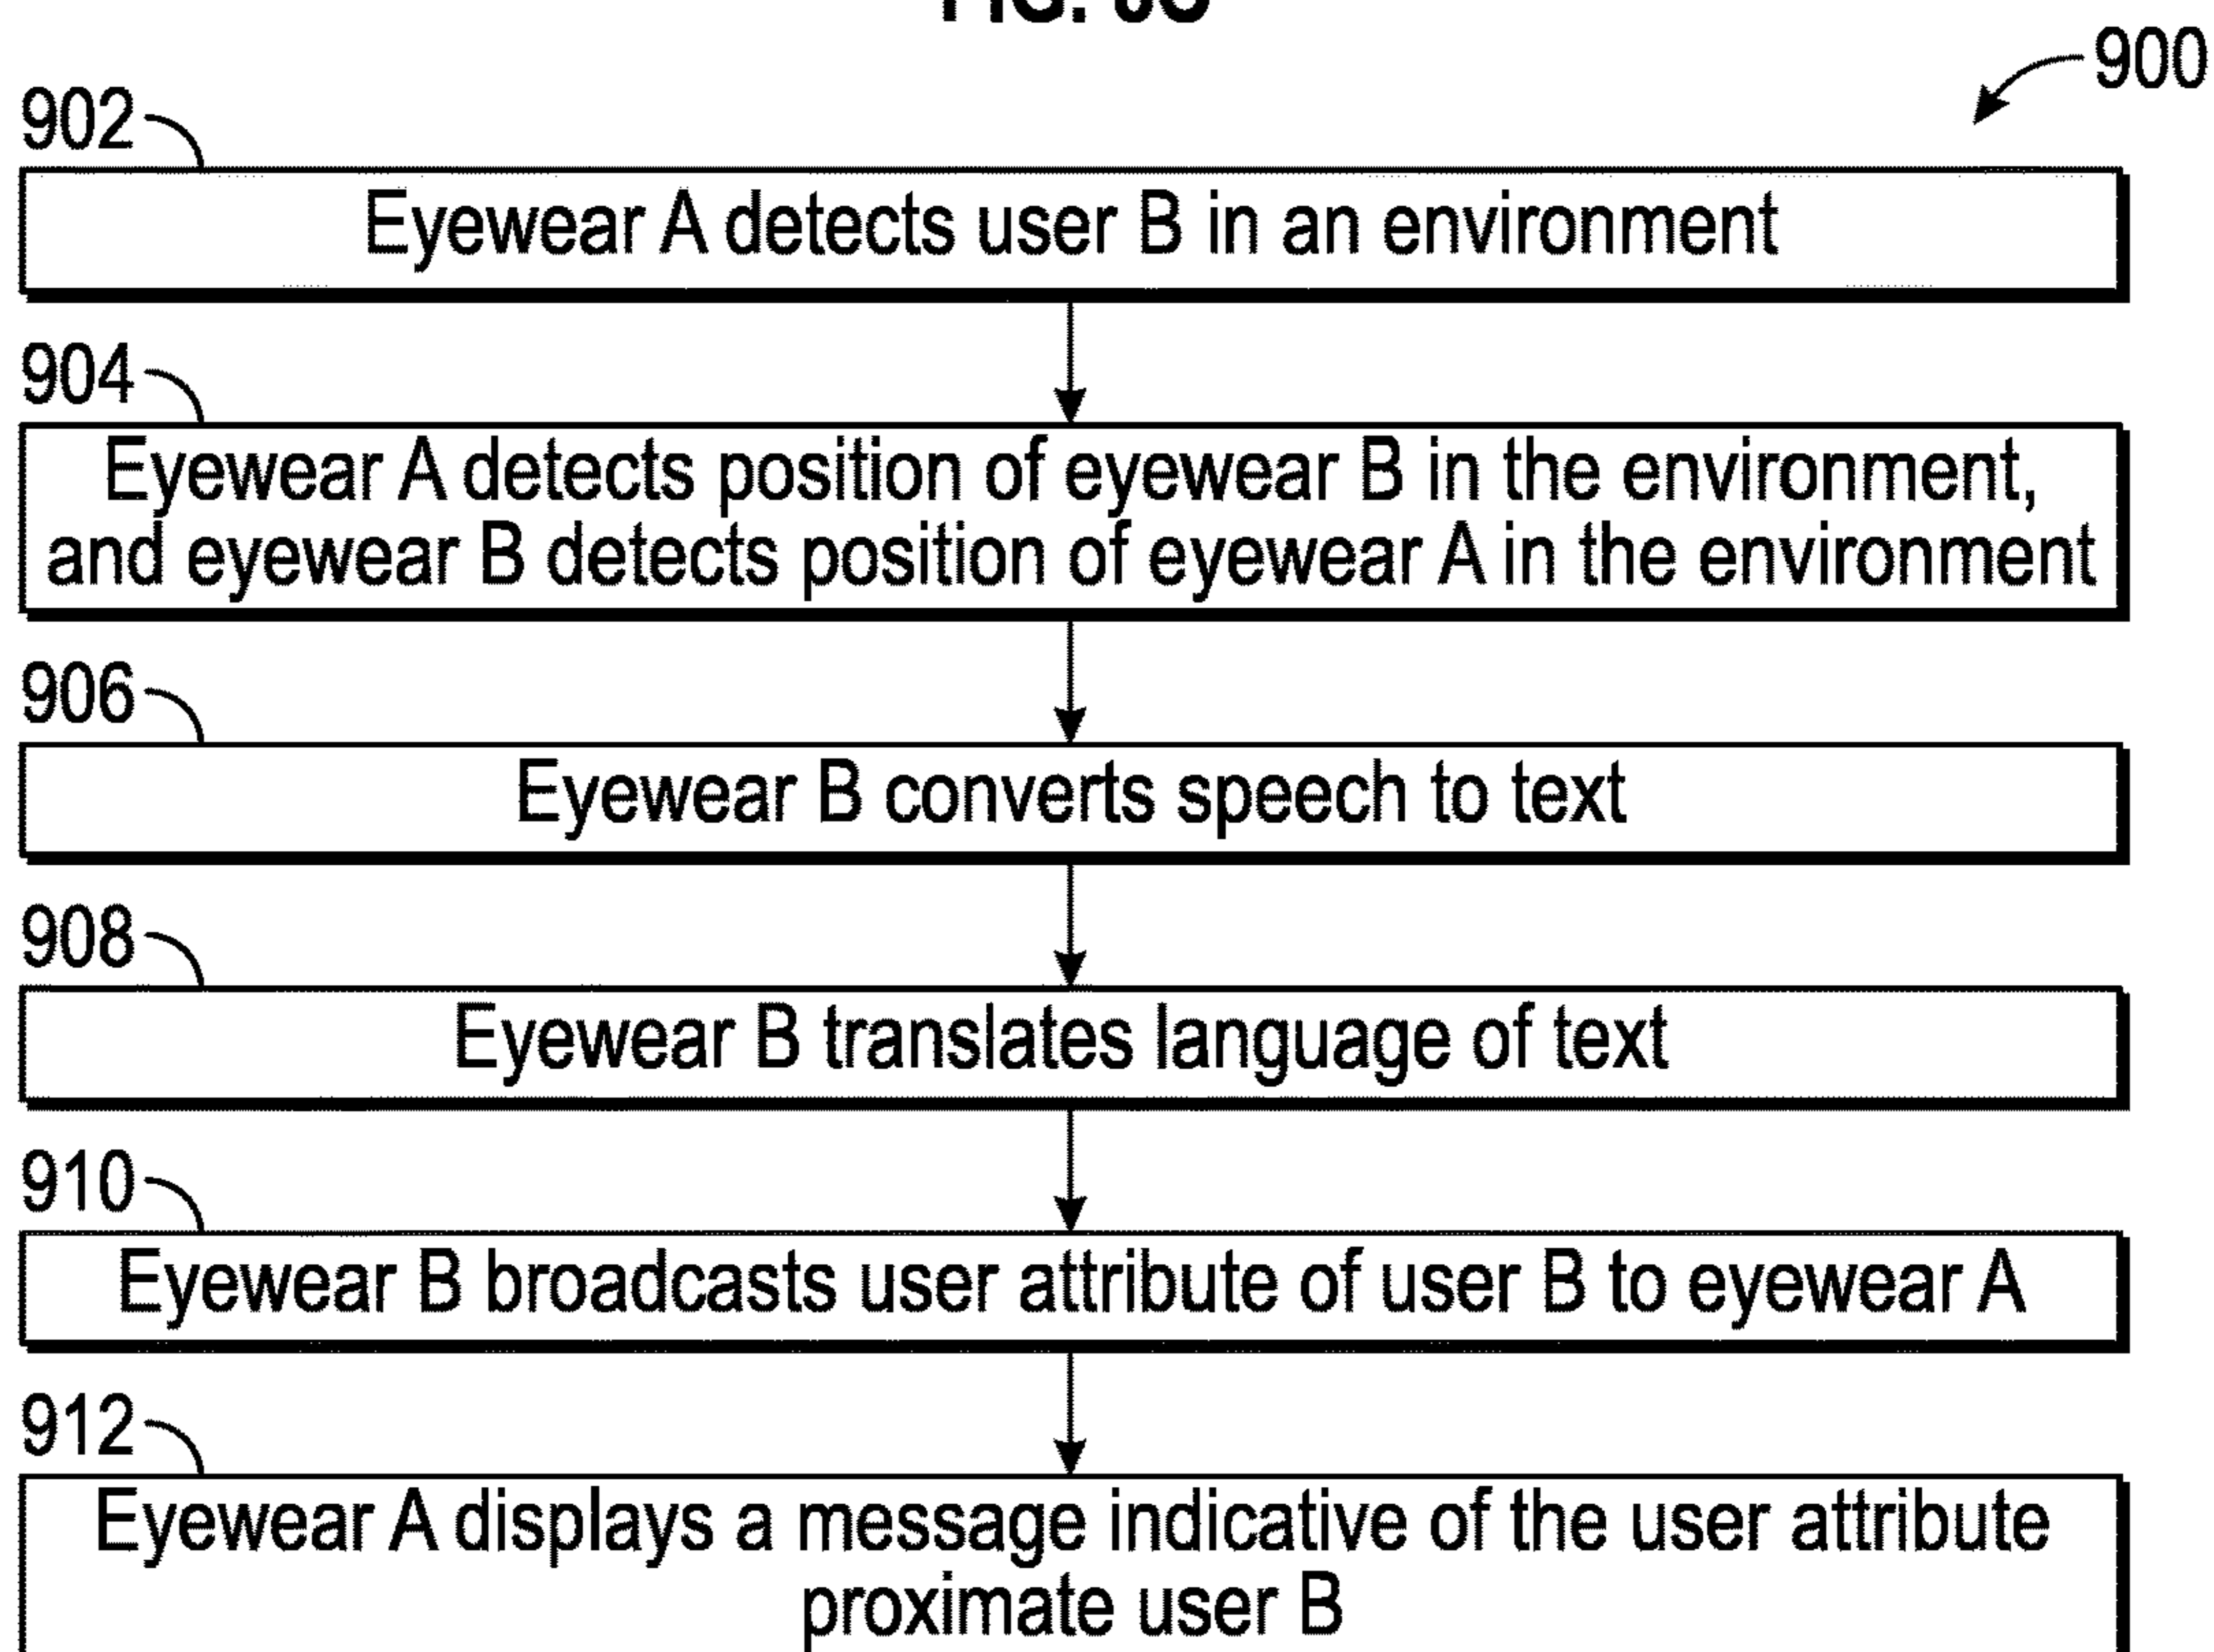 FIG.
900
902
Eyewear A detects user B in an environment
904
Eyewear A detects position of eyewear B in the environment,
and eyewear B detects position of eyewear A in the environment
906
Eyewear B converts speech to text
908
Eyewear B translates language of text
910
Eyewear B broadcasts user attribute of user B to eyewear A
912
Eyewear A displays a message indicative of the user attribute
proximate user B